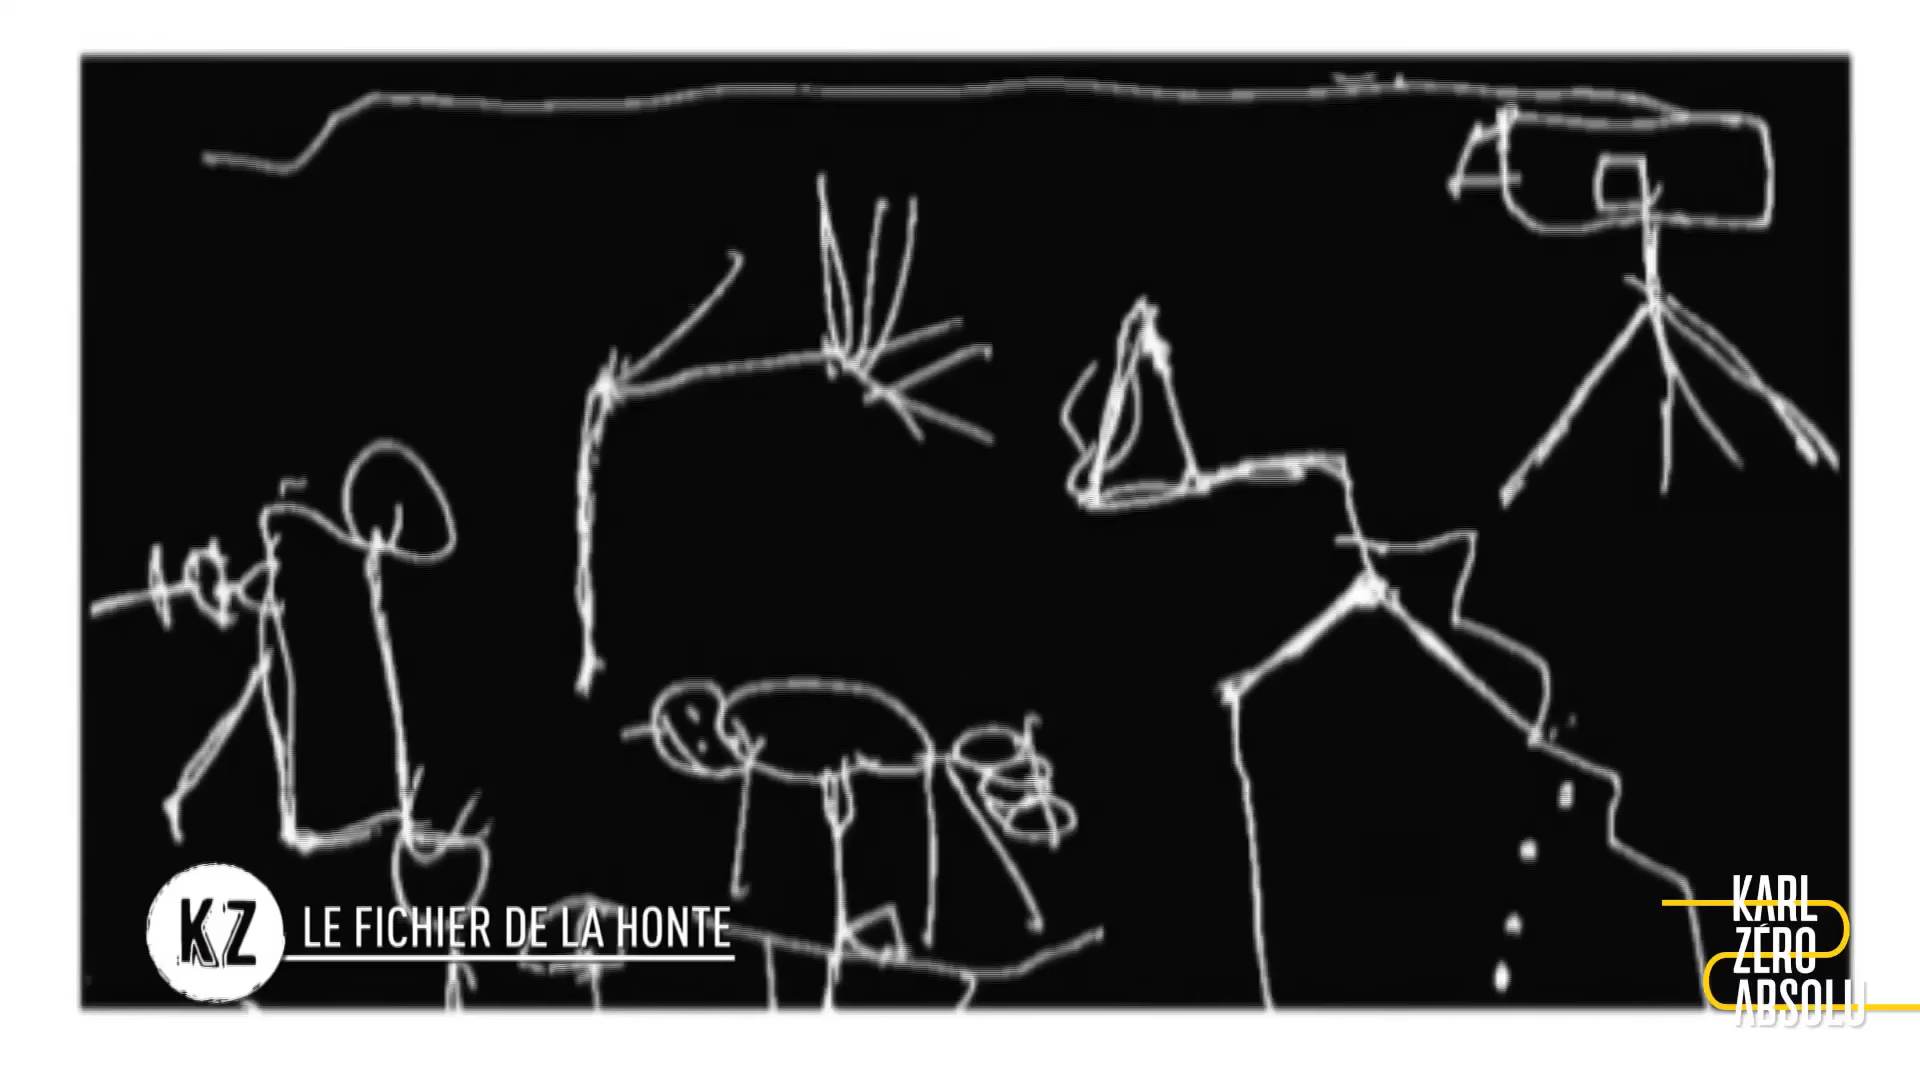 KZ
LE FICHIER DE LA HONTE
KARL
ZÉRO
ABSOLU